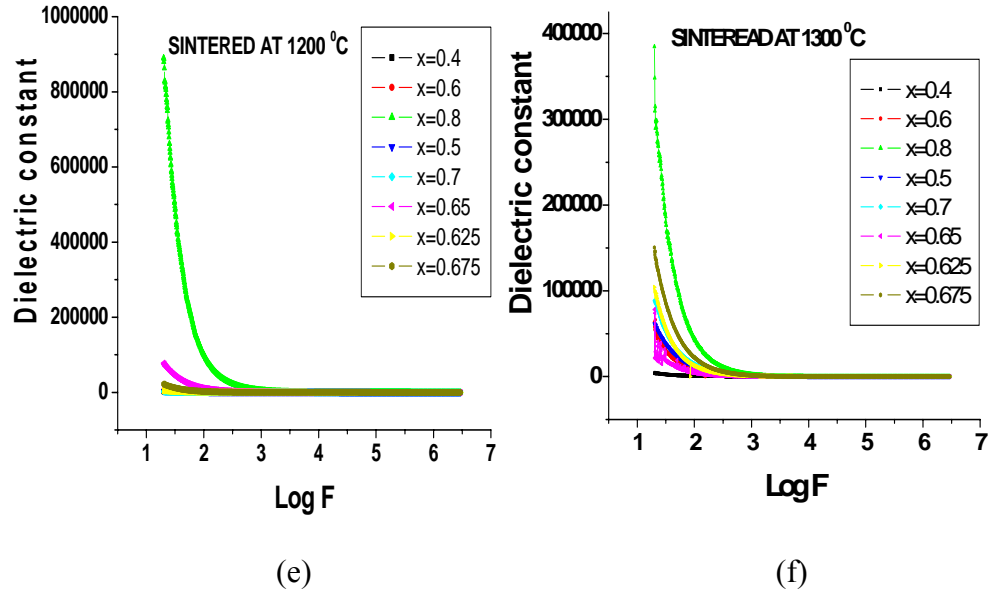 SINTERED AT 1200 ⁰C
Dielectric constant
1000000
900000
800000
600000
400000
200000
0
1 2 3 4 5 6 7
Log F
x=0.4
x=0.6
x=0.8
x=0.5
x=0.7
x=0.65
x=0.625
x=0.675
(e)
SINTEREAD AT 1300 ⁰C
Dielectric constant
400000
300000
200000
100000
0
1 2 3 4 5 6 7
Log F
x=0.4
x=0.6
x=0.8
x=0.5
x=0.7
x=0.65
x=0.625
x=0.675
(f)